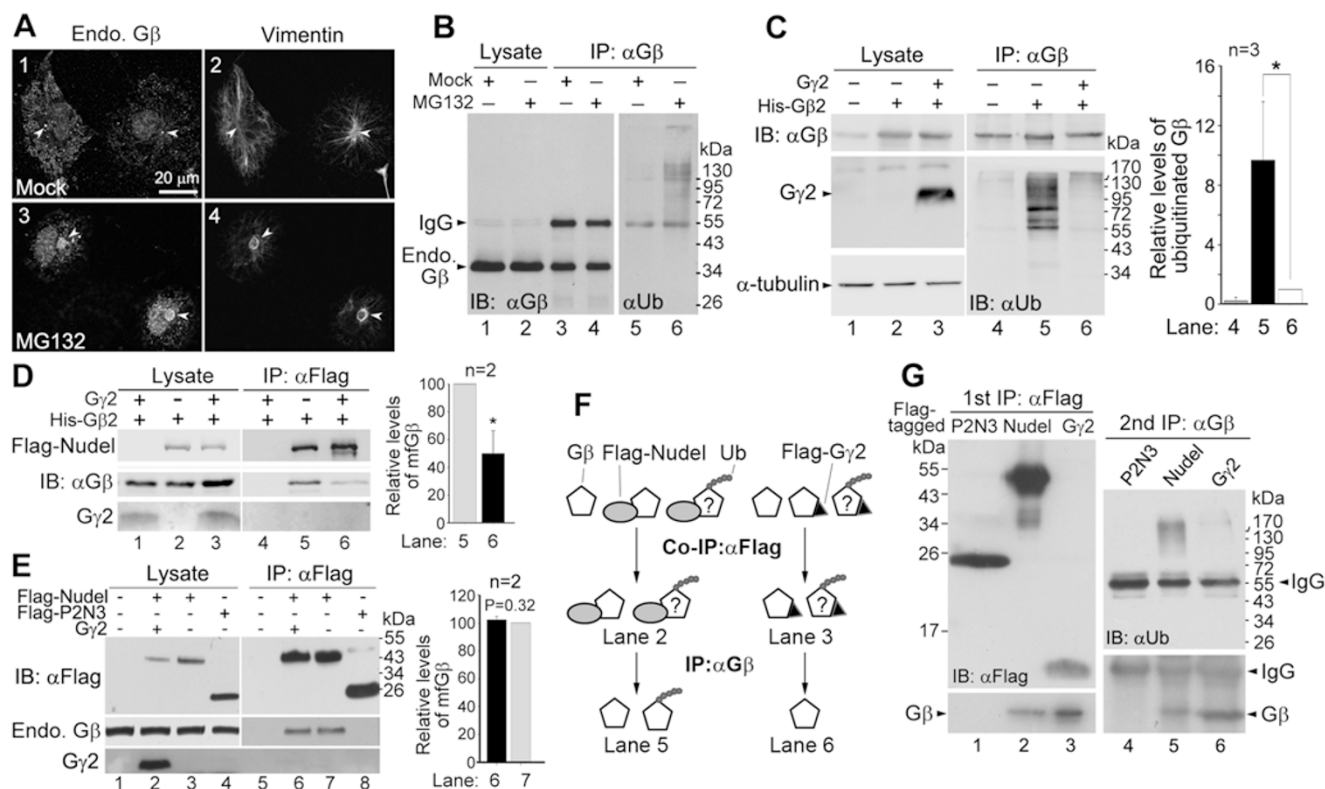 A
Endo. Gβ Vimentin
1 2
Mock 20 μm
3 4
MG132
B
Lysate IP: αGβ
Mock + – + – + –
MG132 – + – + – +
kDa
130
95
72
IgG 55
43
Endo.
Gβ 34
26
IB: αGβ αUb
1 2 3 4 5 6
C
Lysate IP: αGβ
Gγ2 – – + – – +
His-Gβ2 – + + – + +
IB: αGβ
kDa
Gγ2
170
130
95
72
55
43
34
α-tubulin
IB: αUb
1 2 3 4 5 6
n=3
*
Relative levels of
ubiquitinated Gβ
16
12
8
4
0
Lane: 4 5 6
D
Lysate IP: αFlag
Gγ2 + – + + – +
His-Gβ2 + + + + + +
Flag-Nudel
IB: αGβ
Gγ2
1 2 3 4 5 6
n=2
*
Relative levels
of mfGβ
100
80
60
40
20
0
Lane: 5 6
E
Lysate IP: αFlag
Flag-Nudel – + + – – + + –
Flag-P2N3 – – – + – – – +
Gγ2 – + – – – + – –
kDa
55
43
34
26
IB: αFlag
Endo. Gβ
Gγ2
1 2 3 4 5 6 7 8
n=2
P=0.32
Relative levels
of mfGβ
120
100
80
60
40
20
0
Lane: 6 7
F
Gβ Flag-Nudel Ub Flag-Gγ2
? ?
Co-IP:αFlag
? ?
Lane 2 Lane 3
IP:αGβ
Lane 5 Lane 6
G
1st IP: αFlag
Flag-
tagged P2N3 Nudel Gγ2
kDa
55
43
34
26
17
IB: αFlag
Gβ
1 2 3
2nd IP: αGβ
P2N3 Nudel Gγ2
kDa
170
130
95
72
55 IgG
43
34
26
IB: αUb
IgG
Gβ
4 5 6